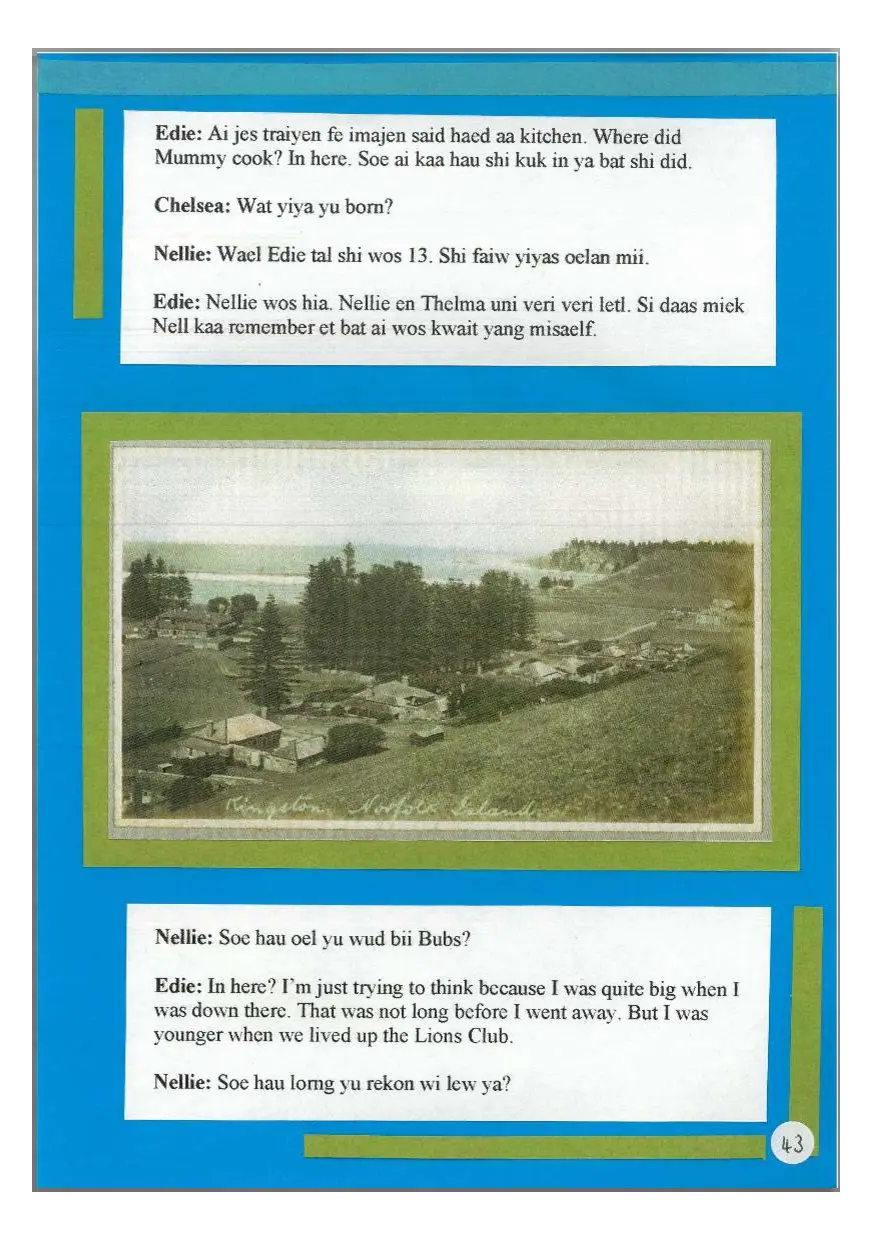 Edie: Ai jes traiyen fe imajen said haed aa kitchen. Where did
Mummy cook? In here. Soe ai kaa hau shi kuk in ya bat shi did.
Chelsea: Wat yiya yu born?
Nellie: Wael Edie tal shi wos 13. Shi faiw yiyas oelan mii.
Edie: Nellie wos hia. Nellie en Thelma uni veri veri letl. Si daas miek
Nell kaa remember et bat ai wos kwait yang misaelf.
Kingston, Norfolk Island.
Nellie: Soe hau oel yu wud bii Bubs?
Edie: In here? I'm just trying to think because I was quite big when I
was down there. That was not long before I went away. But I was
younger when we lived up the Lions Club.
Nellie: Soe hau lorng yu rekon wi lew ya?
43